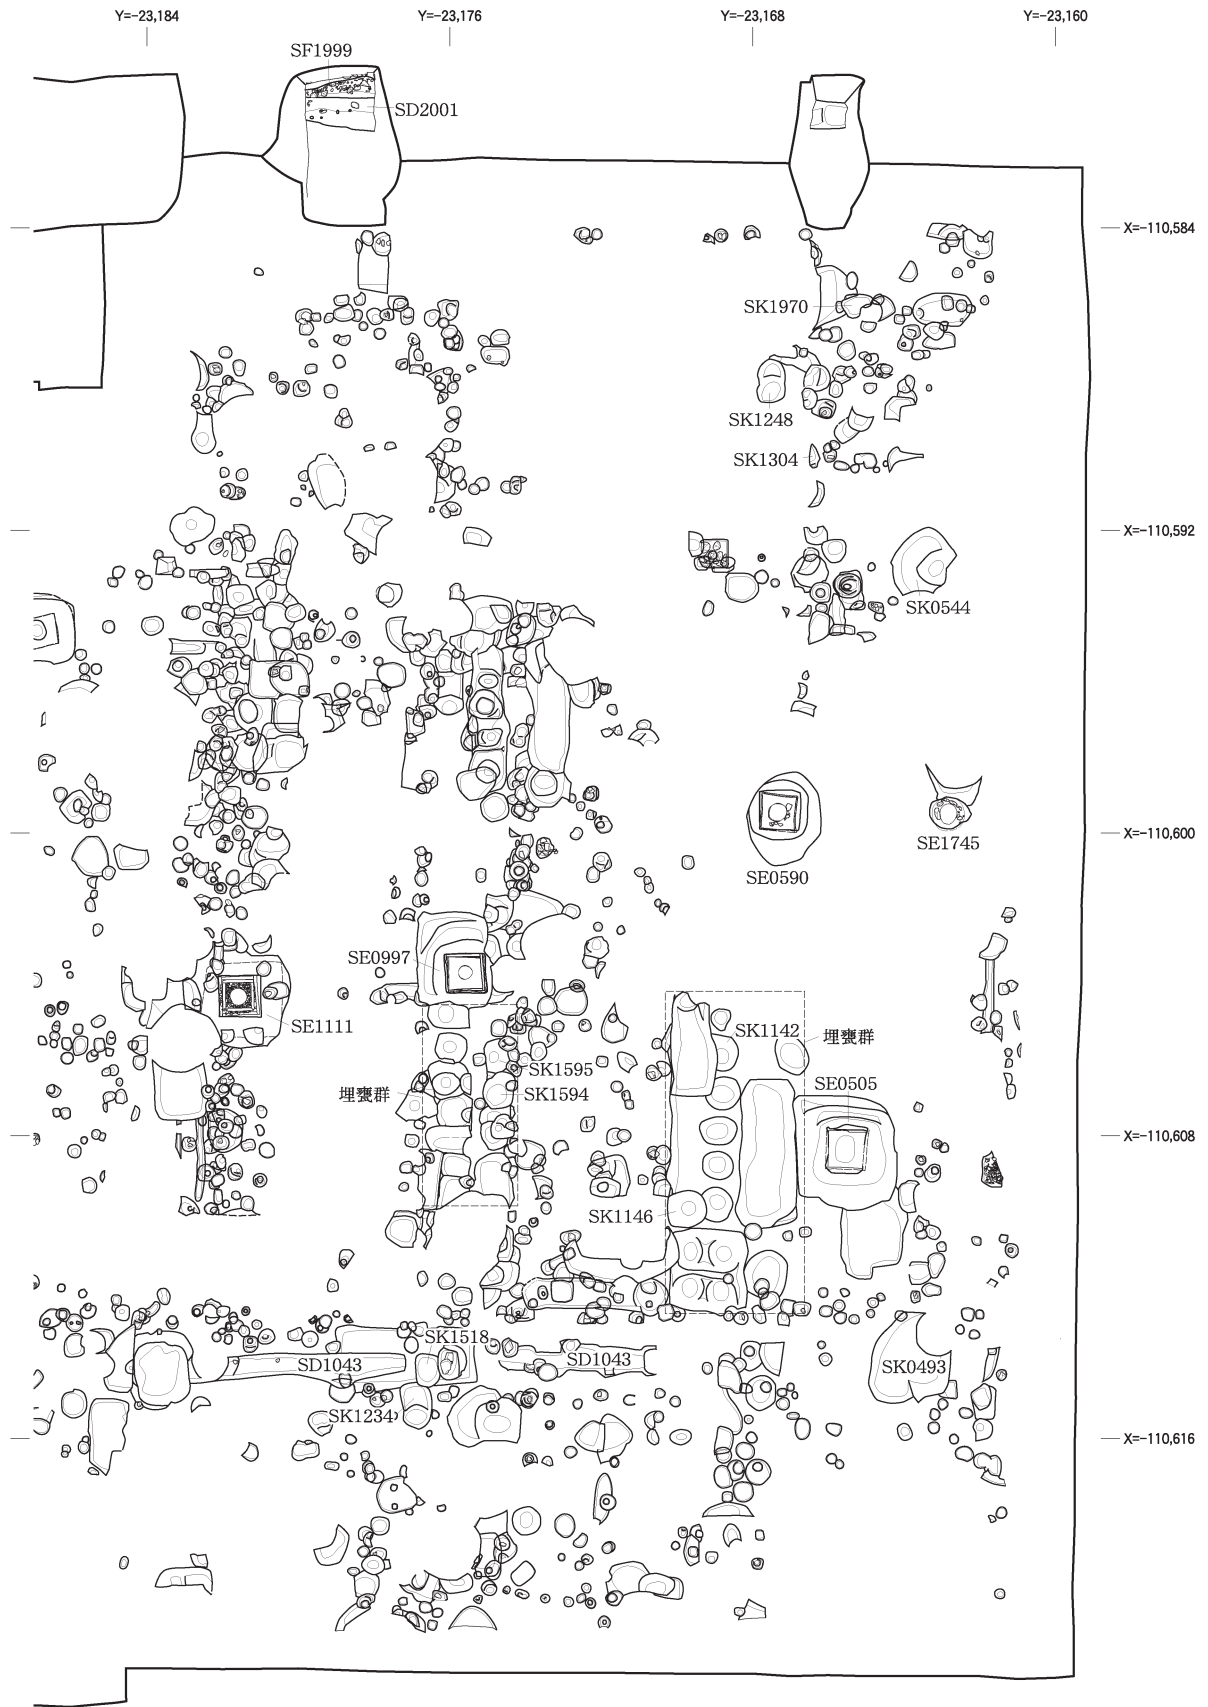 Y=−23,184
Y=−23,176
Y=−23,168
Y=−23,160
SF1999
SD2001
X=−110,584
SK1970
SK1248
SK1304
X=−110,592
SK0544
X=−110,600
SE1745
SE0590
SE0997
SE1111
SK1142
埋甕群
SK1595
SE0505
SK1594
埋甕群
X=−110,608
SK1146
SK1518
SD1043
SD1043
SK0493
SK1234
X=−110,616